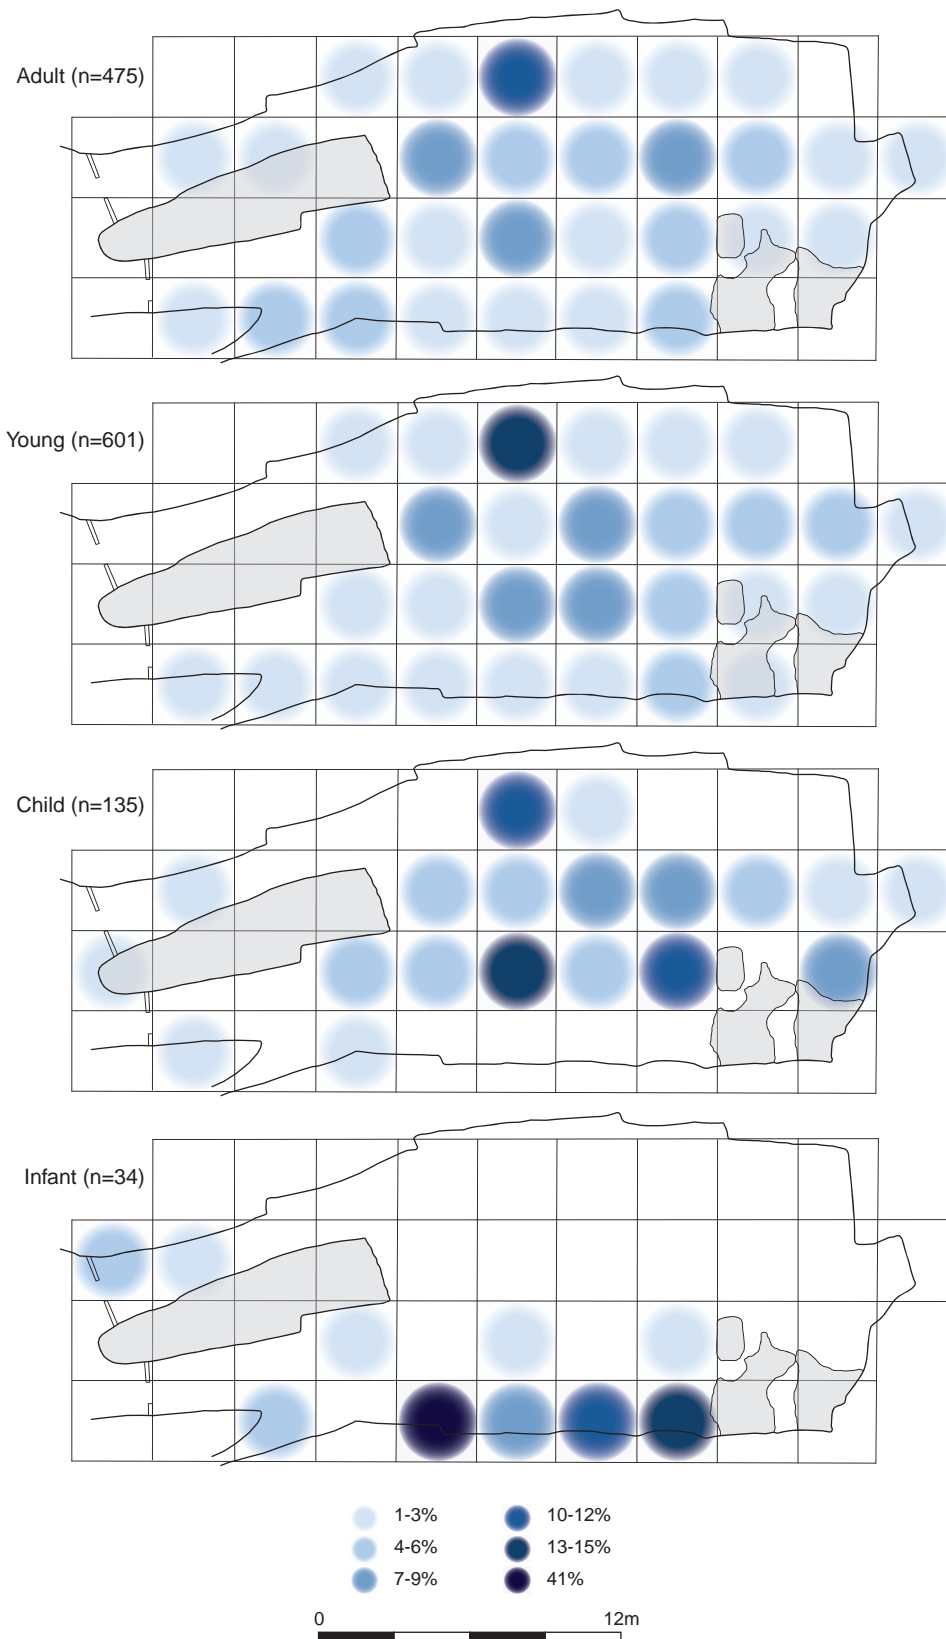 Adult (n=475)
Young (n=601)
Child (n=135)
Infant (n=34)
1-3%
10-12%
4-6%
13-15%
7-9%
41%
0
12m